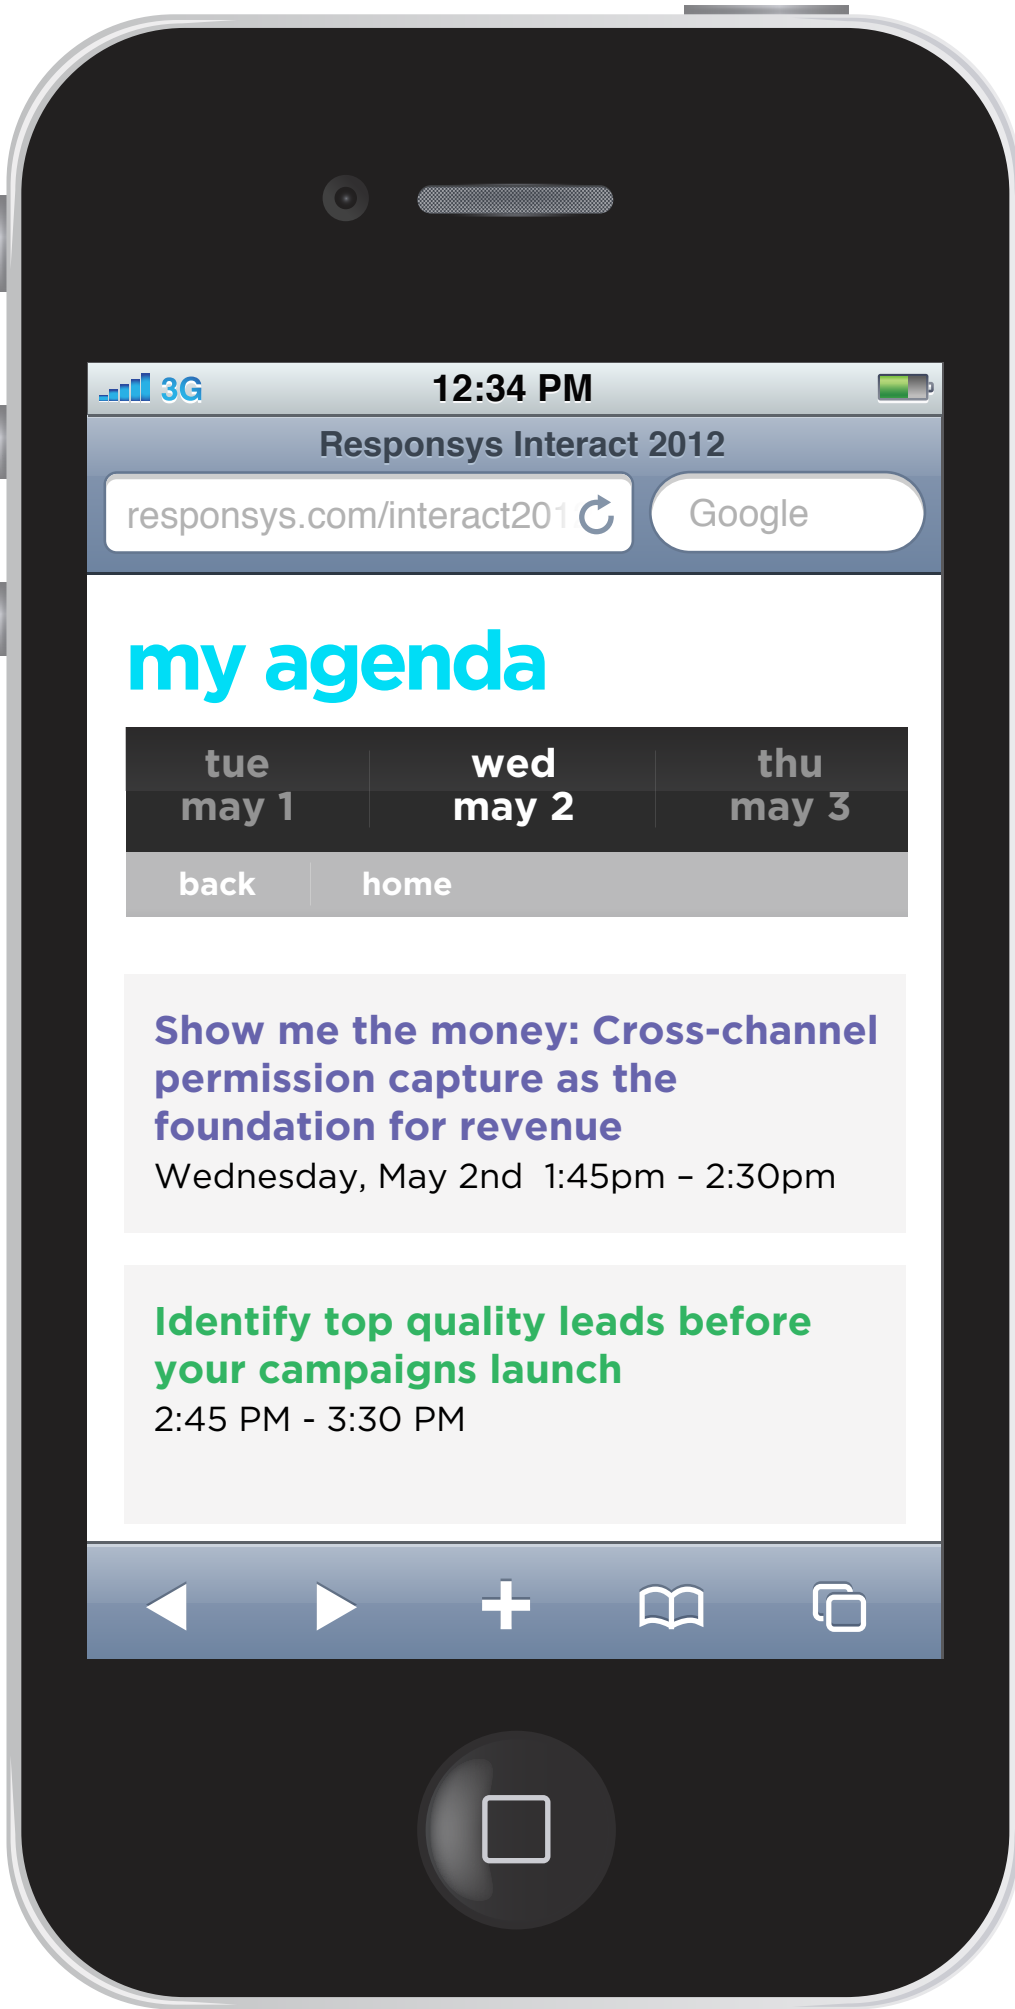 3G 12:34 PM
Responsys Interact 2012
responsys.com/interact201 Google
my agenda
tue wed thu
may 1 may 2 may 3
back home
Show me the money: Cross-channel
permission capture as the
foundation for revenue
Wednesday, May 2nd 1:45pm – 2:30pm
Identify top quality leads before
your campaigns launch
2:45 PM - 3:30 PM